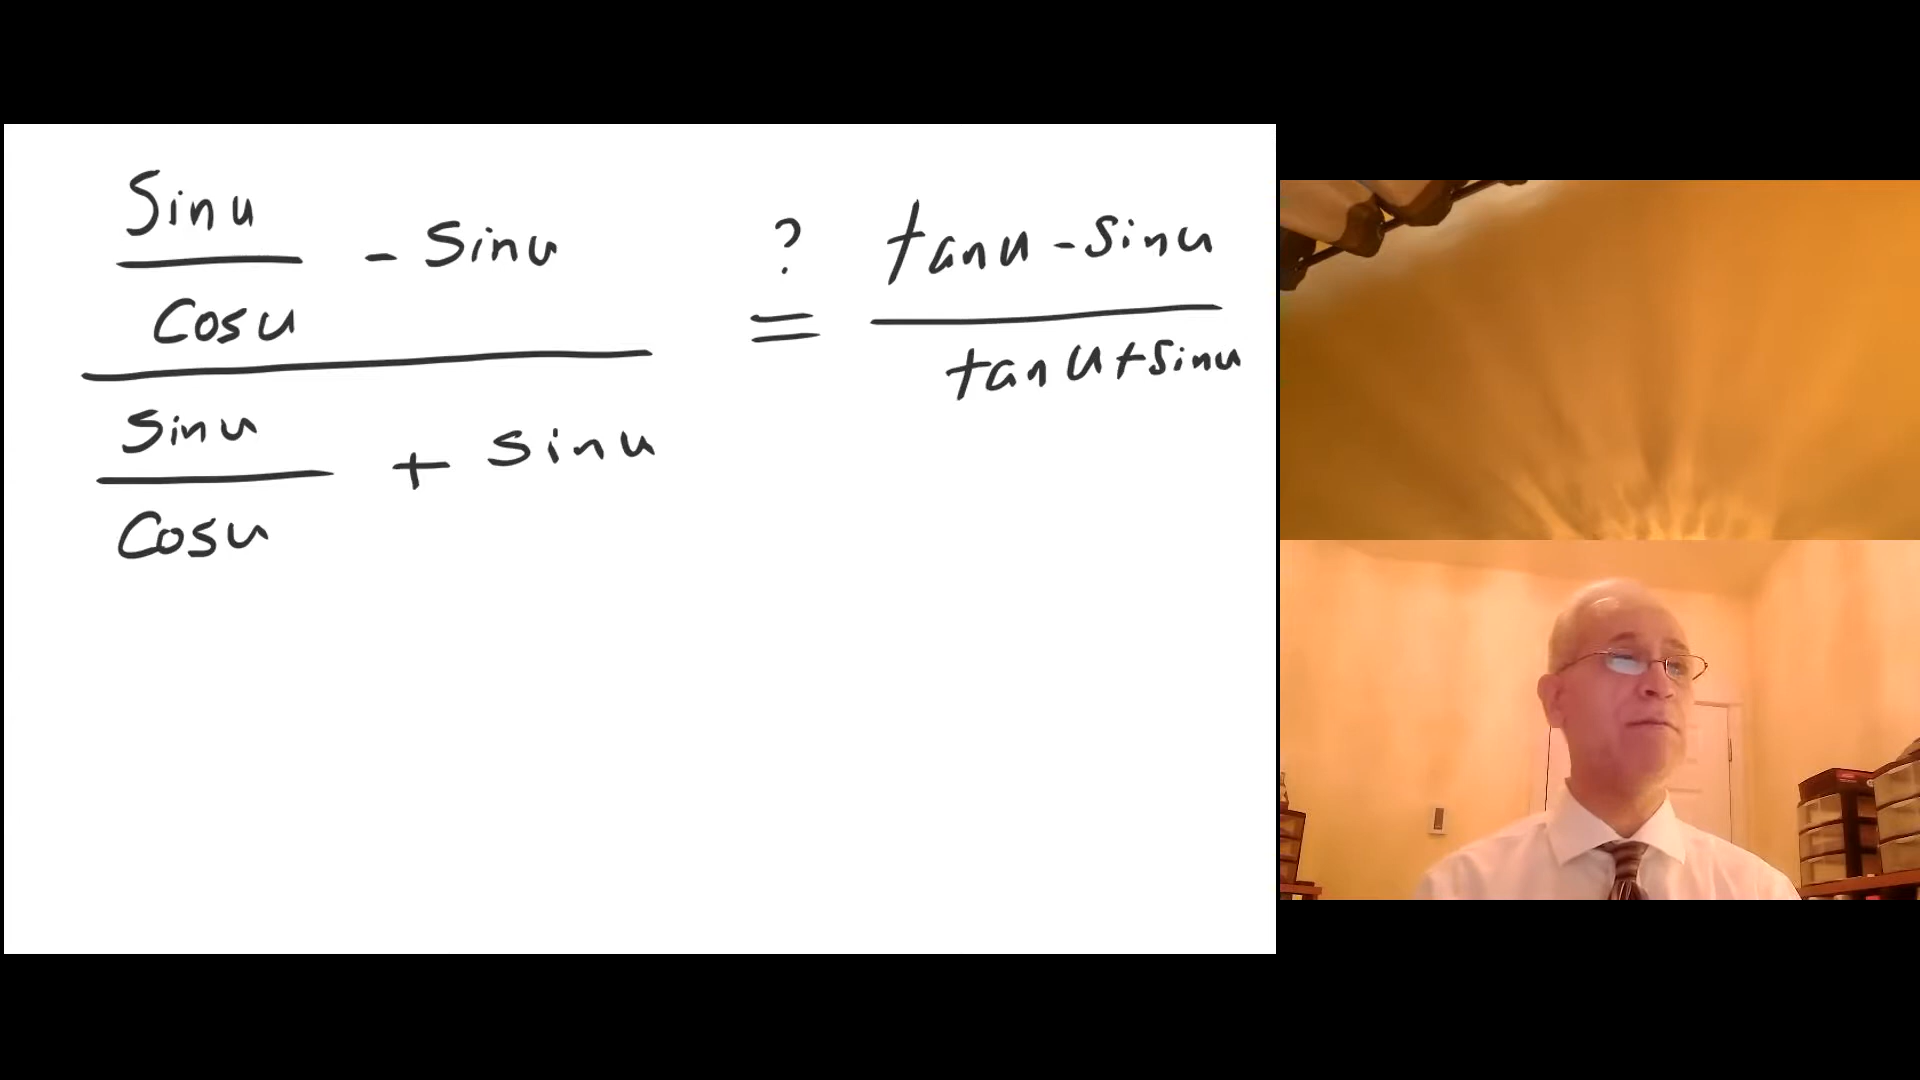 Sinu
- Sinu
Cosu
sinu
+ sinu
Cosu
?
=
tanu - Sinu
tanu + Sinu